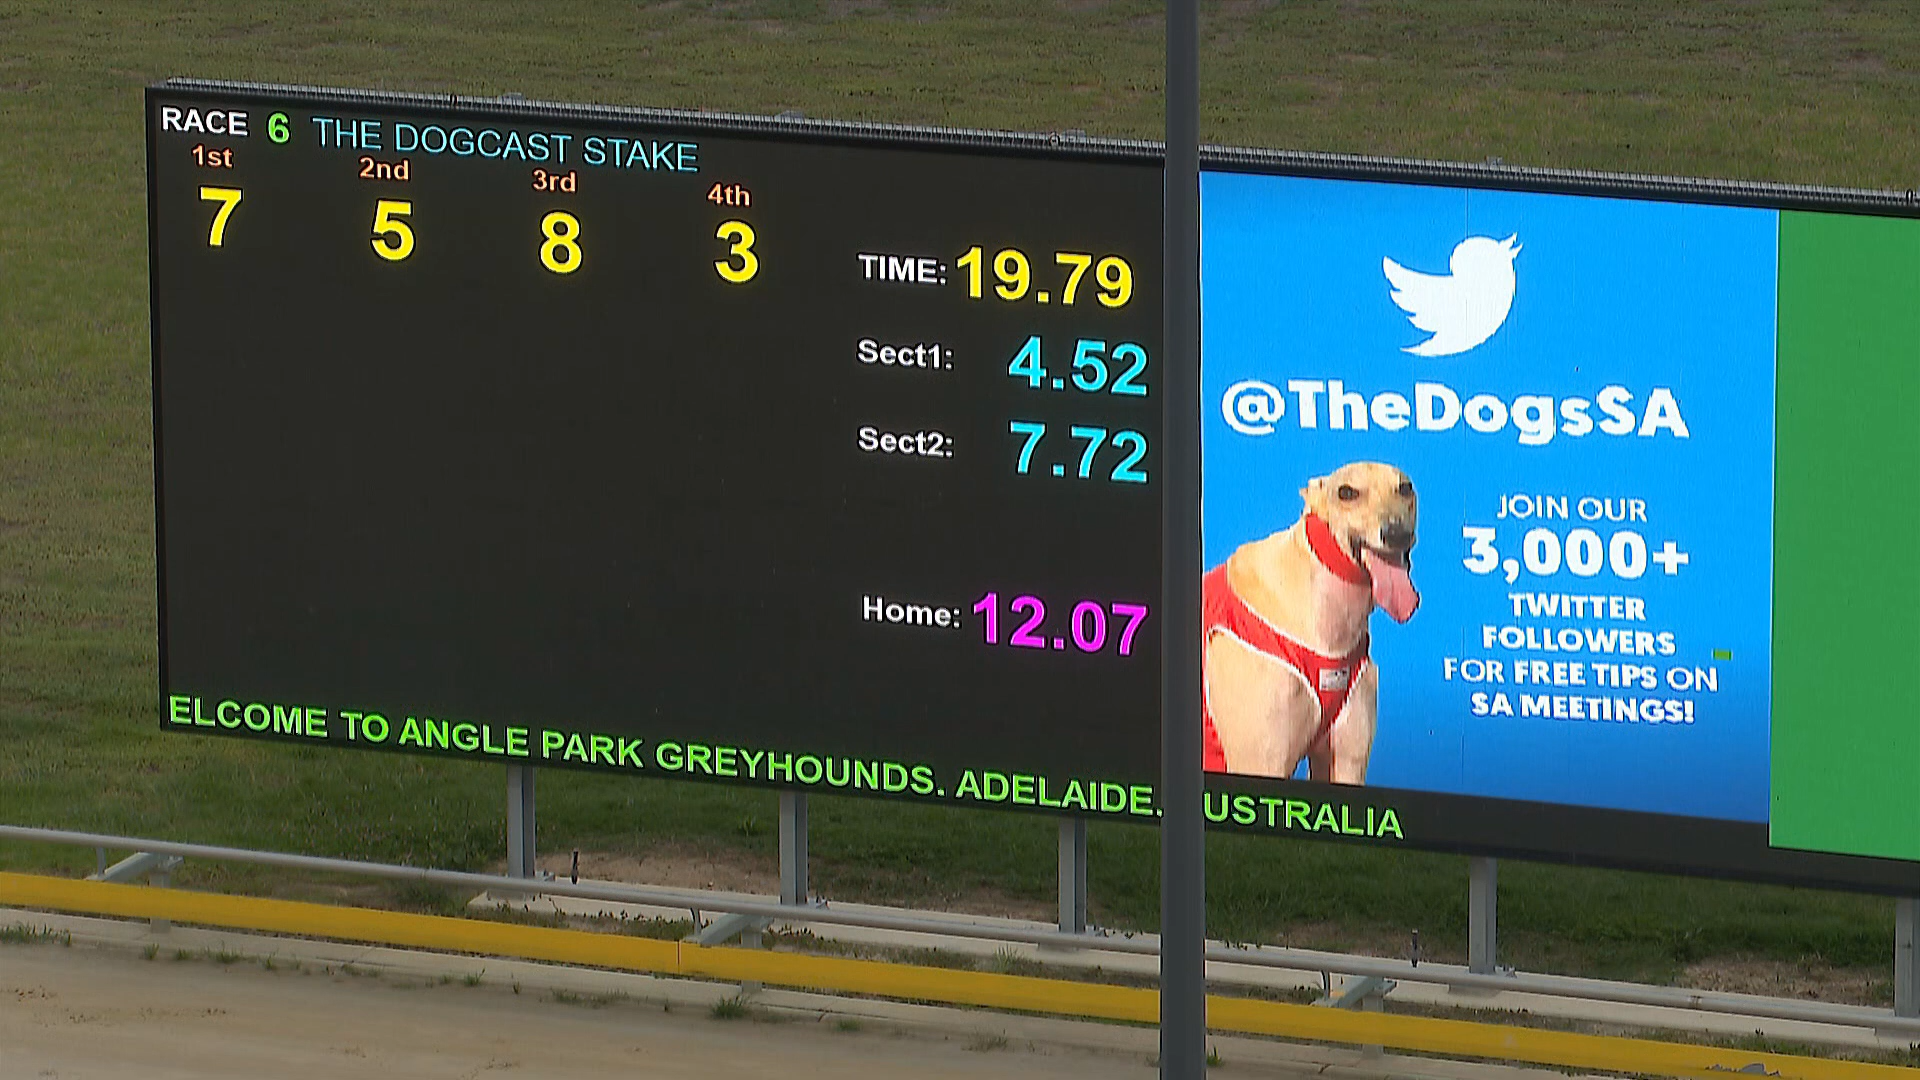 RACE 6 THE DOGCAST STAKE
1st 2nd 3rd 4th
7 5 8 3
TIME: 19.79
Sect1: 4.52
Sect2: 7.72
Home: 12.07
ELCOME TO ANGLE PARK GREYHOUNDS. ADELAIDE. USTRALIA
@TheDogsSA
JOIN OUR
3,000+
TWITTER
FOLLOWERS
FOR FREE TIPS ON
SA MEETINGS!